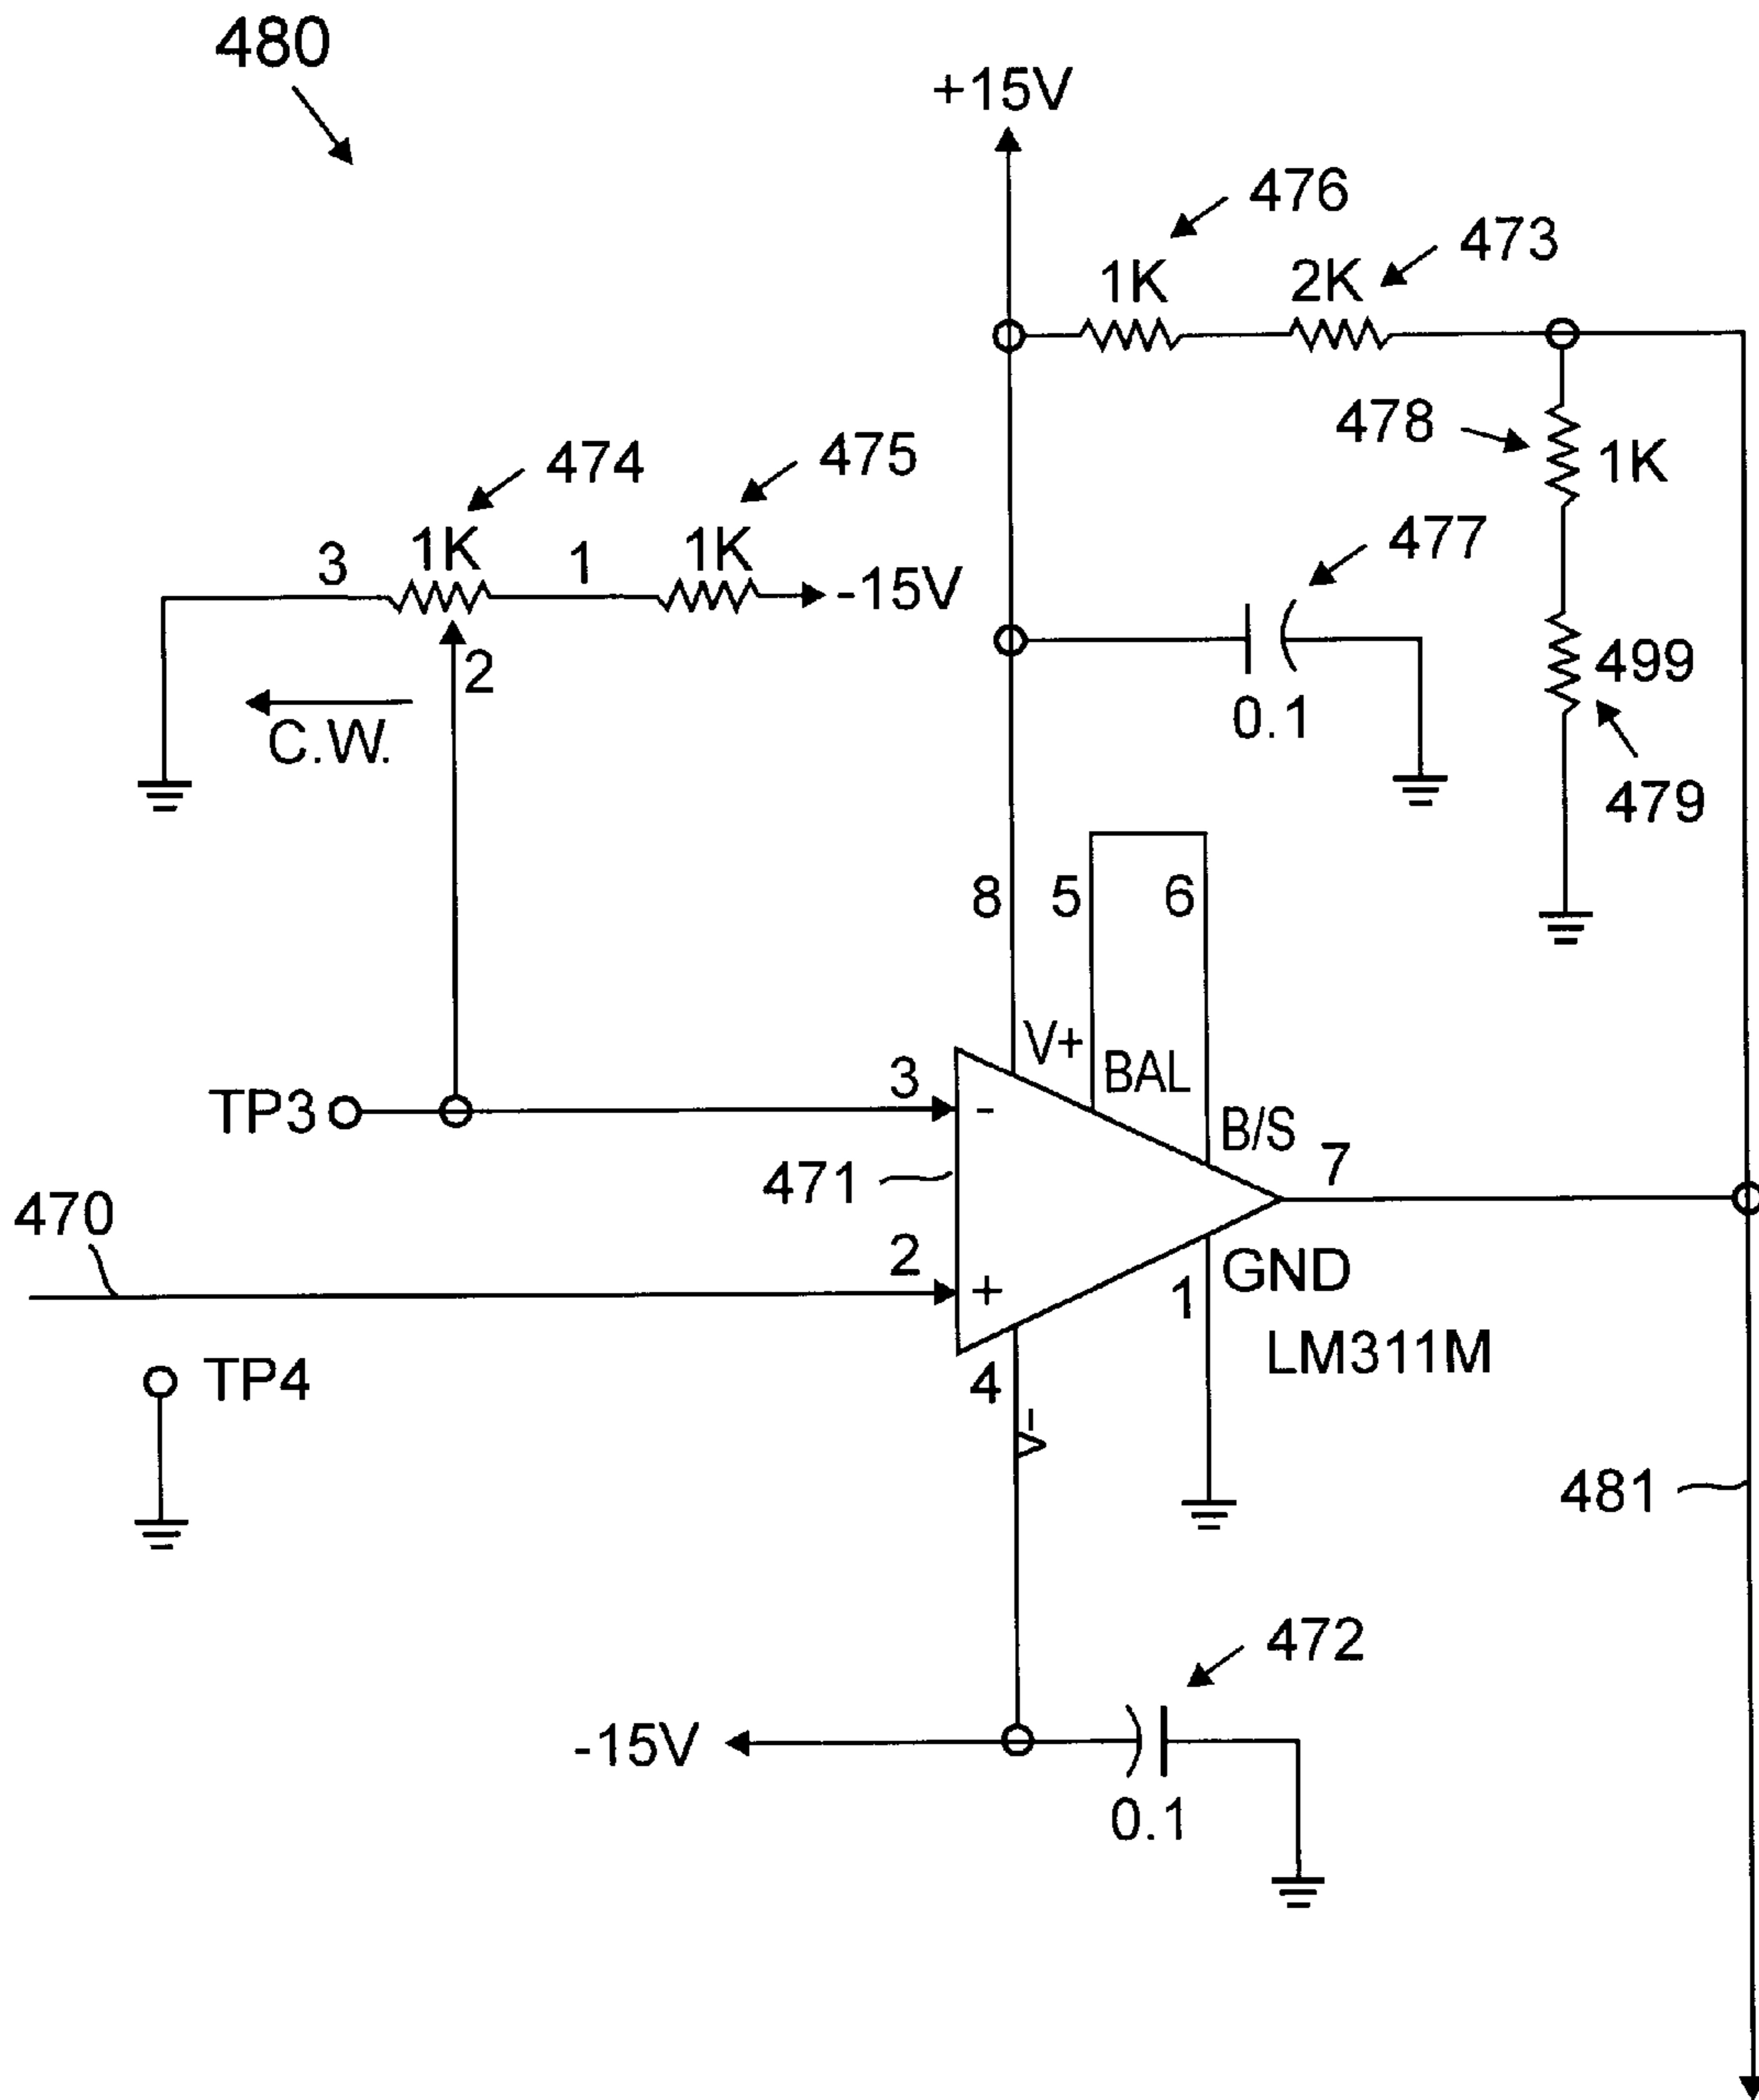 480
+15V
476
473
1K
2K
478
1K
474
475
477
3
1K
1
1K
-15V
2
499
C.W.
0.1
479
8
5
6
V+
BAL
TP3
3
-
B/S
471
7
470
2
+
GND
1
LM311M
TP4
4
V-
481
472
-15V
0.1